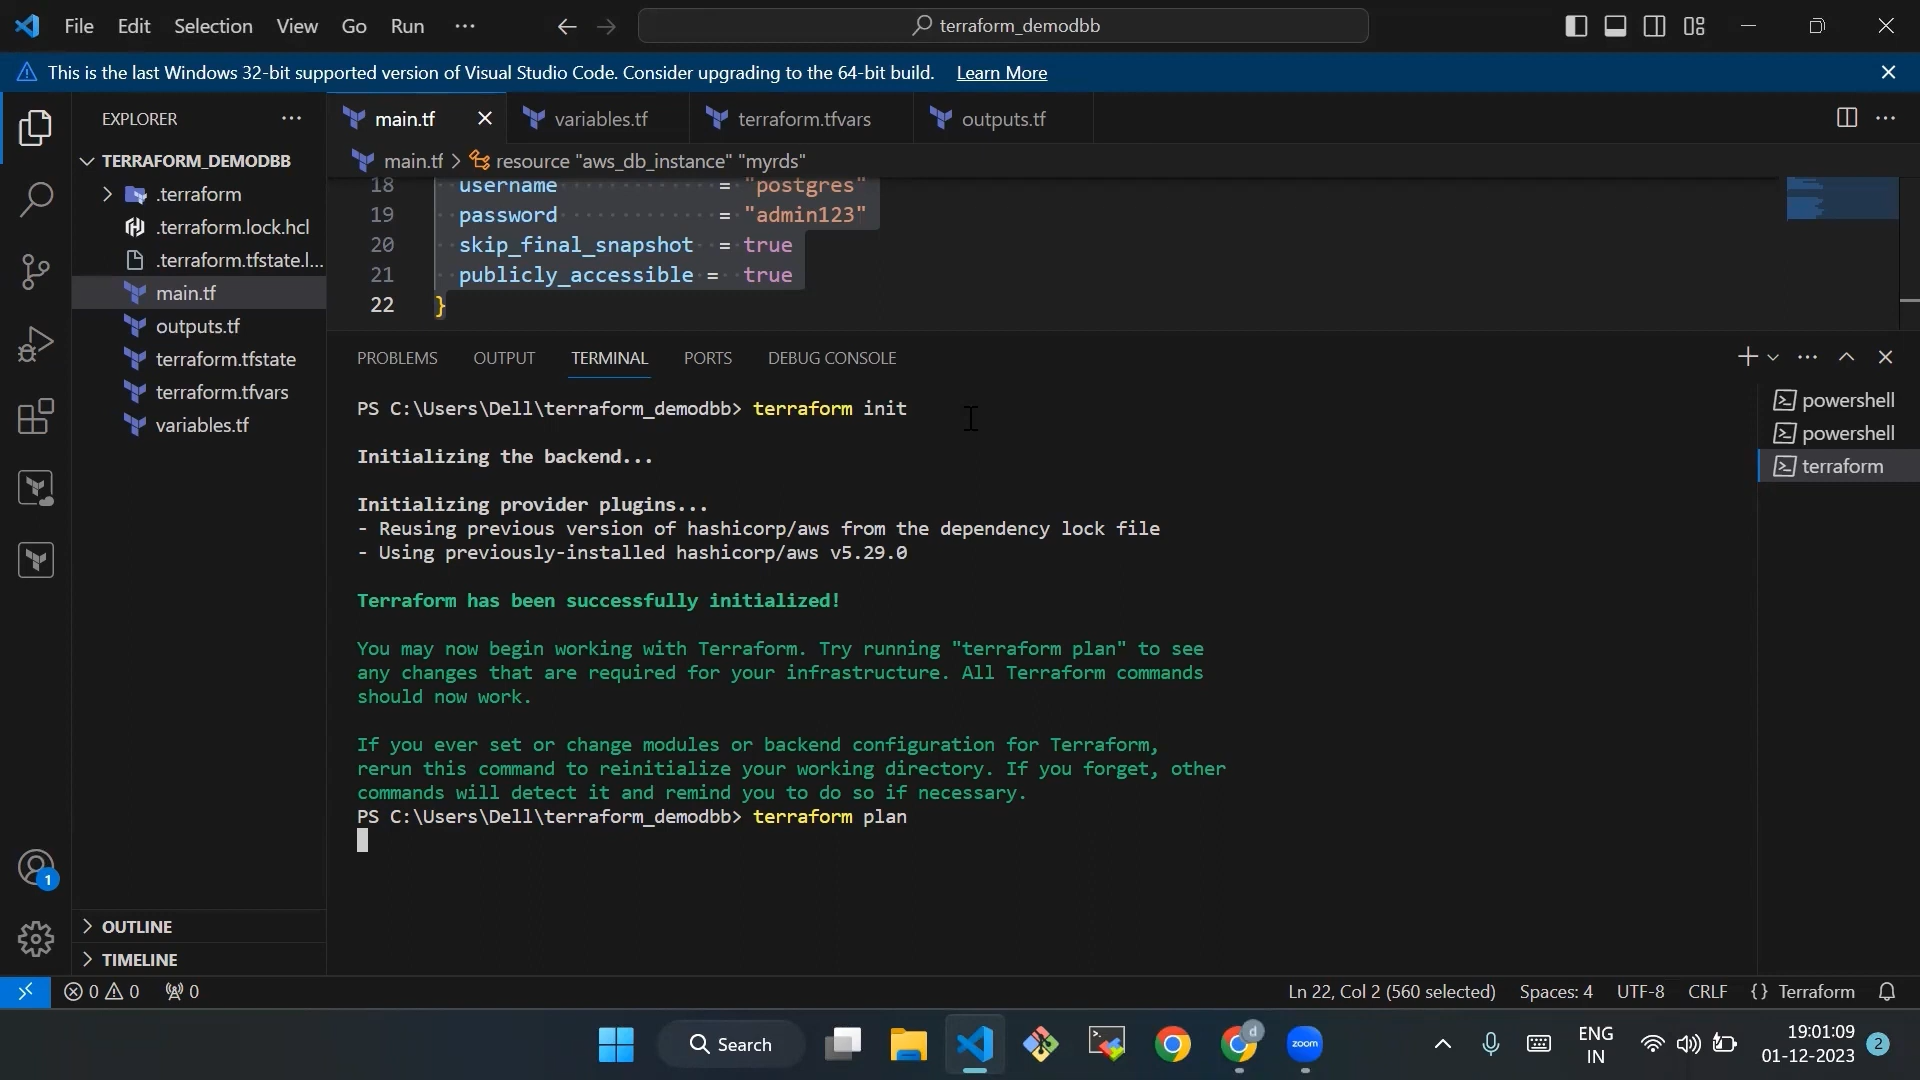 File Edit Selection View Go Run ··· terraform_demodbb
This is the last Windows 32-bit supported version of Visual Studio Code. Consider upgrading to the 64-bit build. Learn More
EXPLORER ···
TERRAFORM_DEMODBB
.terraform
.terraform.lock.hcl
.terraform.tfstate.l...
main.tf
outputs.tf
terraform.tfstate
terraform.tfvars
variables.tf
OUTLINE
TIMELINE
main.tf variables.tf terraform.tfvars outputs.tf
main.tf > resource "aws_db_instance" "myrds"
18 username = "postgres"
19 password = "admin123"
20 skip_final_snapshot = true
21 publicly_accessible = true
22 }
PROBLEMS OUTPUT TERMINAL PORTS DEBUG CONSOLE
PS C:\Users\Dell\terraform_demodbb> terraform init
Initializing the backend...
Initializing provider plugins...
- Reusing previous version of hashicorp/aws from the dependency lock file
- Using previously-installed hashicorp/aws v5.29.0
Terraform has been successfully initialized!
You may now begin working with Terraform. Try running "terraform plan" to see
any changes that are required for your infrastructure. All Terraform commands
should now work.
If you ever set or change modules or backend configuration for Terraform,
rerun this command to reinitialize your working directory. If you forget, other
commands will detect it and remind you to do so if necessary.
PS C:\Users\Dell\terraform_demodbb> terraform plan
powershell
powershell
terraform
1
0 0 0 Ln 22, Col 2 (560 selected) Spaces: 4 UTF-8 CRLF {} Terraform
Search
d
zoom
ENG
IN
19:01:09
01-12-2023
2